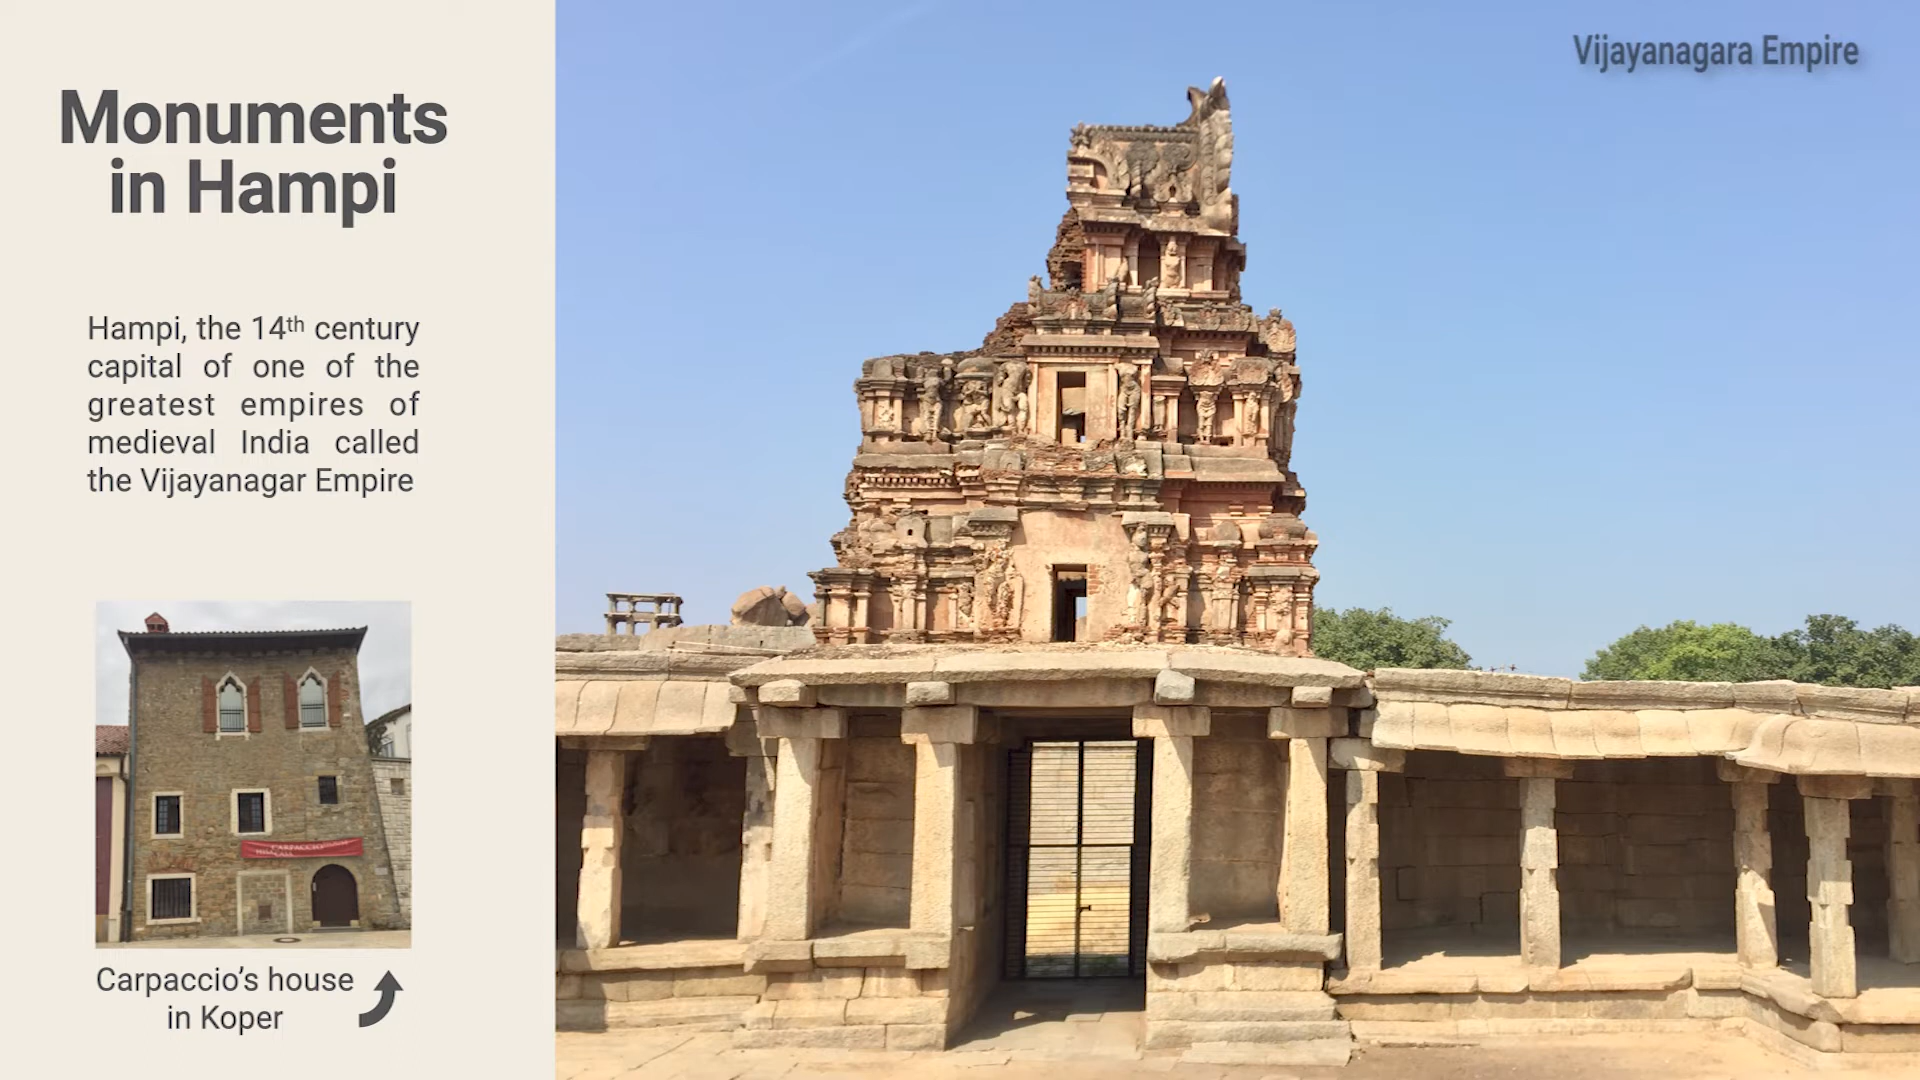 Monuments
in Hampi
Hampi, the 14th century
capital of one of the
greatest empires of
medieval India called
the Vijayanagar Empire
CARPACCIO
Carpaccio’s house
in Koper
Vijayanagara Empire